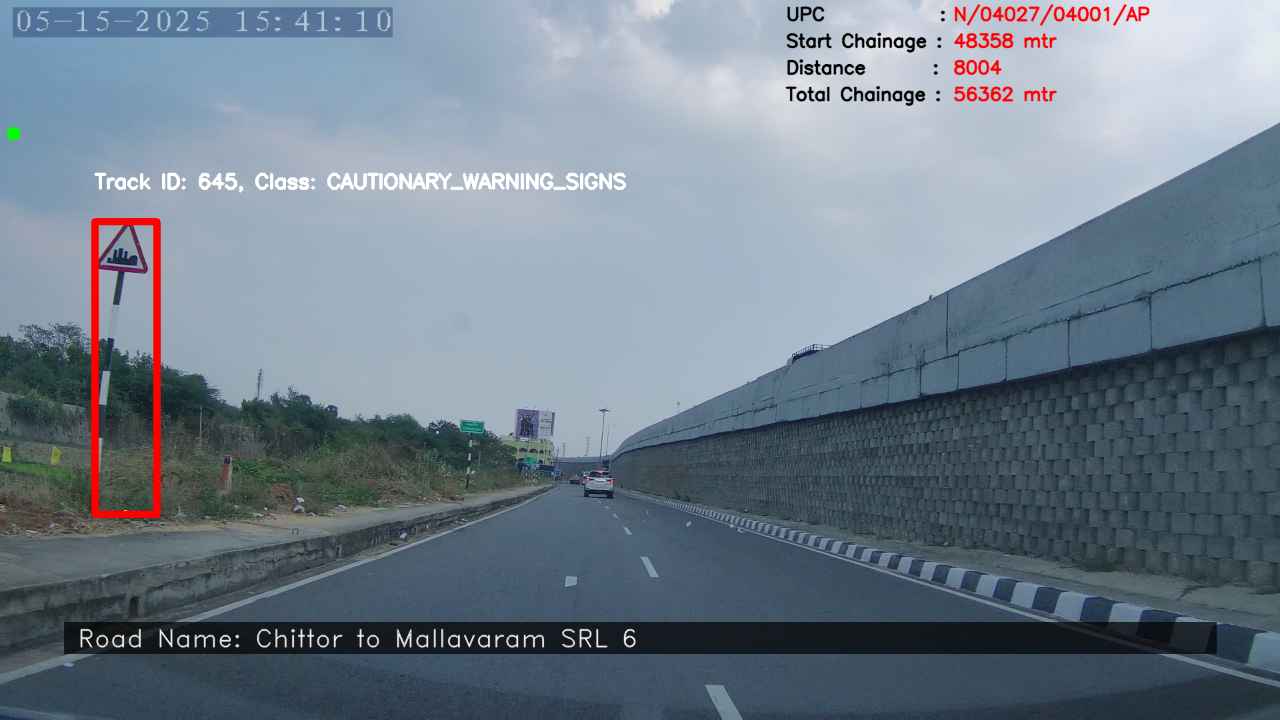 05-15-2025 15:41:10
UPC : N/04027/04001/AP
Start Chainage : 48358 mtr
Distance : 8004
Total Chainage : 56362 mtr
Track ID: 645, Class: CAUTIONARY_WARNING_SIGNS
Road Name: Chittor to Mallavaram SRL 6